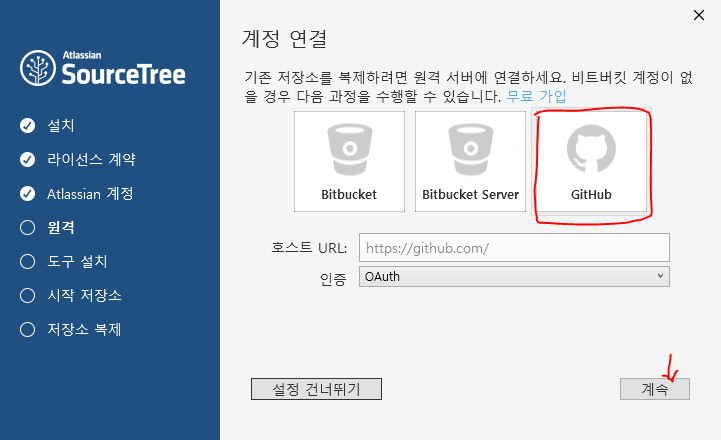 Atlassian
SourceTree
설치
라이선스 계약
Atlassian 계정
원격
도구 설치
시작 저장소
저장소 복제
계정 연결
기존 저장소를 복제하려면 원격 서버에 연결하세요. 비트버킷 계정이 없
을 경우 다음 과정을 수행할 수 있습니다. 무료 가입
Bitbucket
Bitbucket Server
GitHub
호스트 URL:
https://github.com/
인증
OAuth
설정 건너뛰기
계속